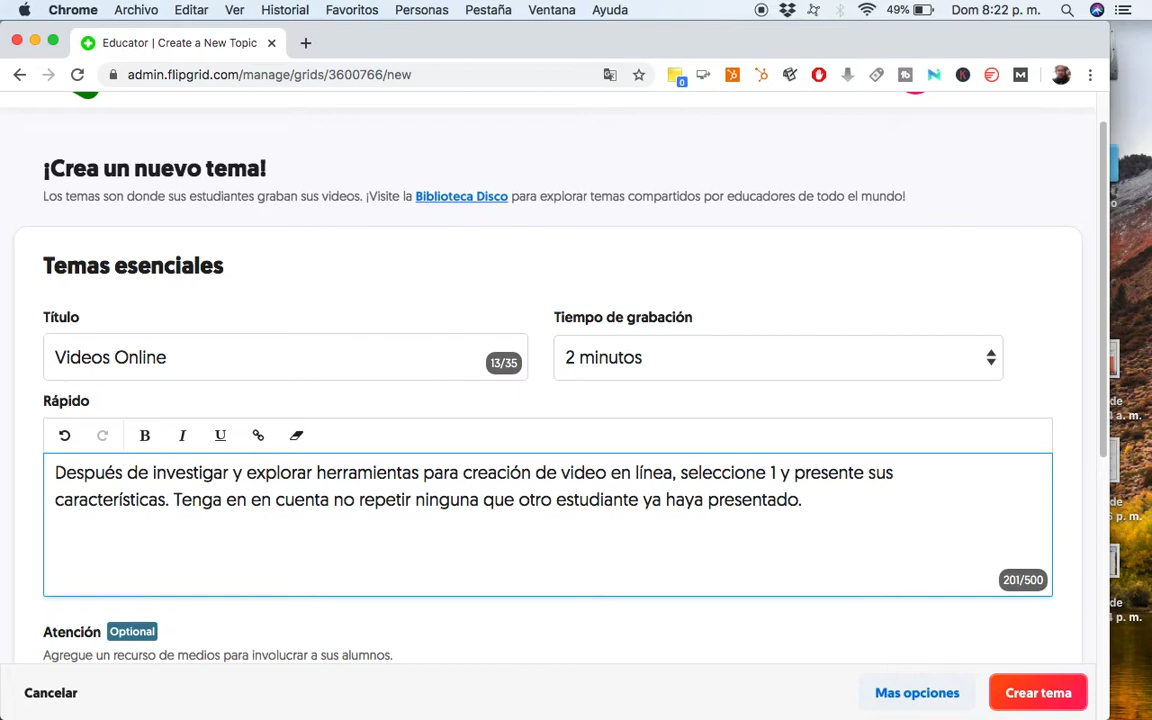 Chrome Archivo Editar Ver Historial Favoritos Personas Pestaña Ventana Ayuda 49% Dom 8:22 p. m.
Educator | Create a New Topic
admin.flipgrid.com/manage/grids/3600766/new
¡Crea un nuevo tema!
Los temas son donde sus estudiantes graban sus videos. ¡Visite la Biblioteca Disco para explorar temas compartidos por educadores de todo el mundo!
Temas esenciales
Título Tiempo de grabación
Videos Online 13/35 2 minutos
Rápido
B I U
Después de investigar y explorar herramientas para creación de video en línea, seleccione 1 y presente sus
características. Tenga en en cuenta no repetir ninguna que otro estudiante ya haya presentado.
201/500
Atención Optional
Agregue un recurso de medios para involucrar a sus alumnos.
Cancelar Mas opciones Crear tema